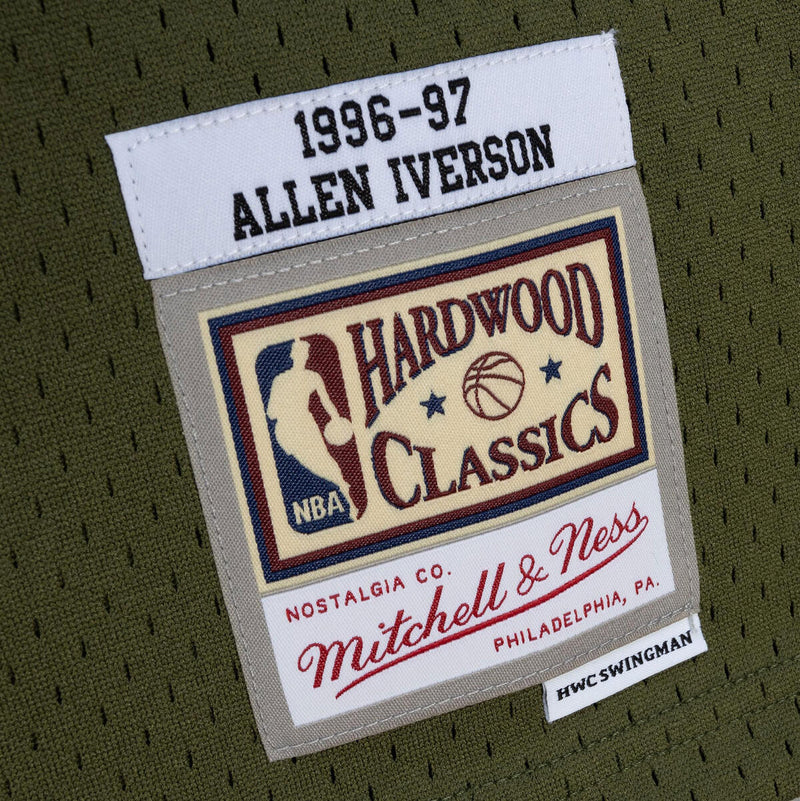 1996-97
ALLEN IVERSON
HARDWOOD
CLASSICS
NBA
NOSTALGIA CO.
Mitchell & Ness
PHILADELPHIA, PA.
HWC SWINGMAN